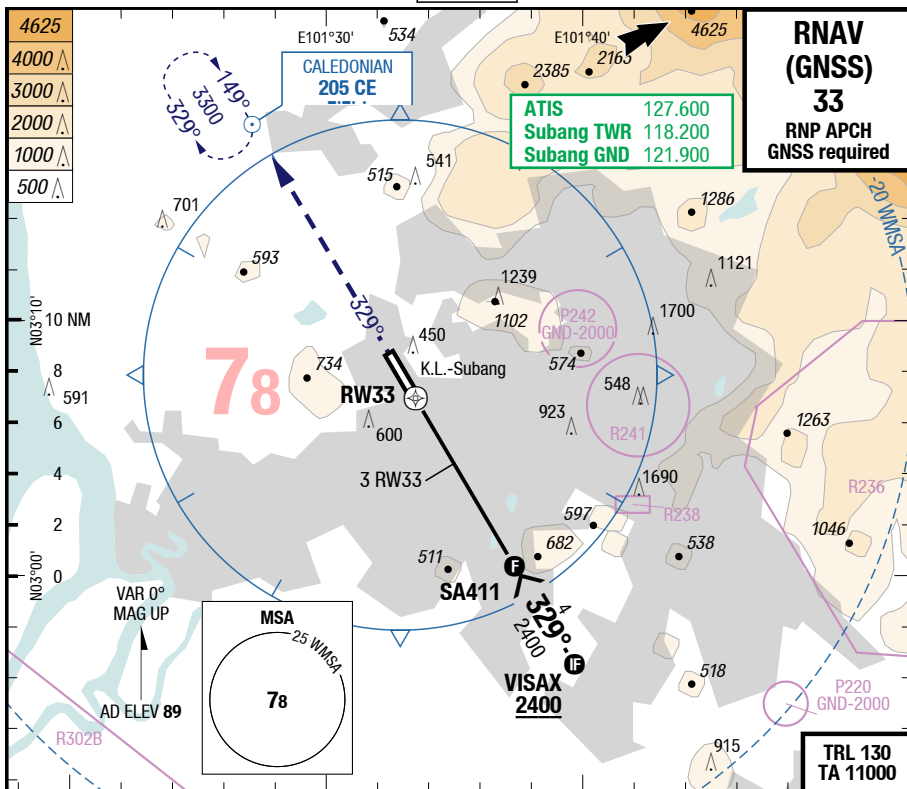 4625
4000
3000
2000
1000
500
E101°30'
534
E101°40'
2165
4625
2385
RNAV
(GNSS)
33
RNP APCH
GNSS required
CALEDONIAN
205 CE
149°
3300
329°
ATIS 127.600
Subang TWR 118.200
Subang GND 121.900
20 WMSA
541
515
701
593
1286
1121
1239
1102
P242
GND-2000
1700
N03°10'
10 NM
8
6
4
2
0
N03°00'
329°
450
K.L.-Subang
574
734
78
RW33
591
600
548
R241
923
1263
3 RW33
1690
R238
R236
597
1046
682
538
511
SA411
F
4
329°
2400
IF
VISAX
2400
VAR 0°
MAG UP
AD ELEV 89
MSA
25 WMSA
78
518
P220
GND-2000
R302B
915
TRL 130
TA 11000